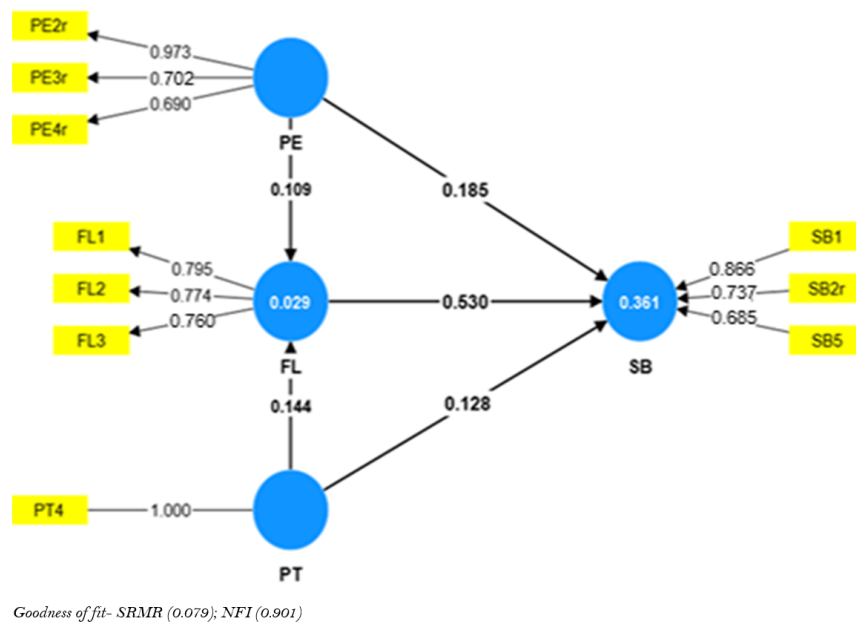 PE2r
0.973
PE3r
0.702
0.690
PE4r
PE
0.109
0.185
FL1
0.795
FL2
0.774
FL3
0.760
0.029
FL
0.530
0.361
SB
SB1
0.866
SB2r
0.737
SB5
0.685
0.144
0.128
PT4
1.000
PT
Goodness of fit- SRMR (0.079); NFI (0.901)